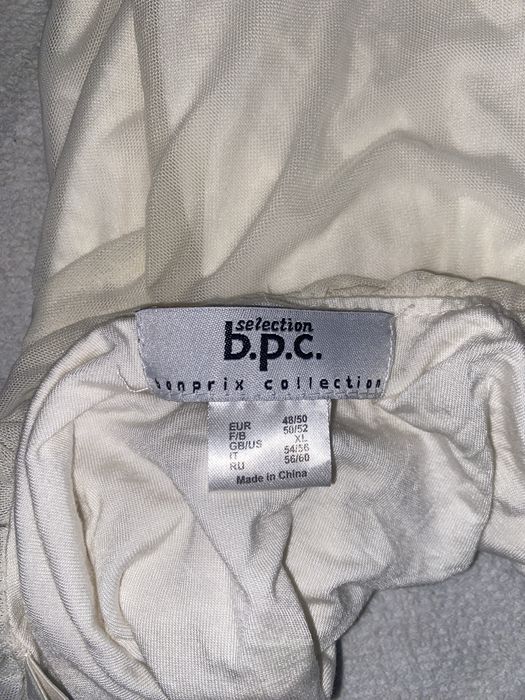 selection
b.p.c.
bonprix collection
EUR 48/50
F/B 50/52
GB/US XL
IT 54/56
RU 56/60
Made in China